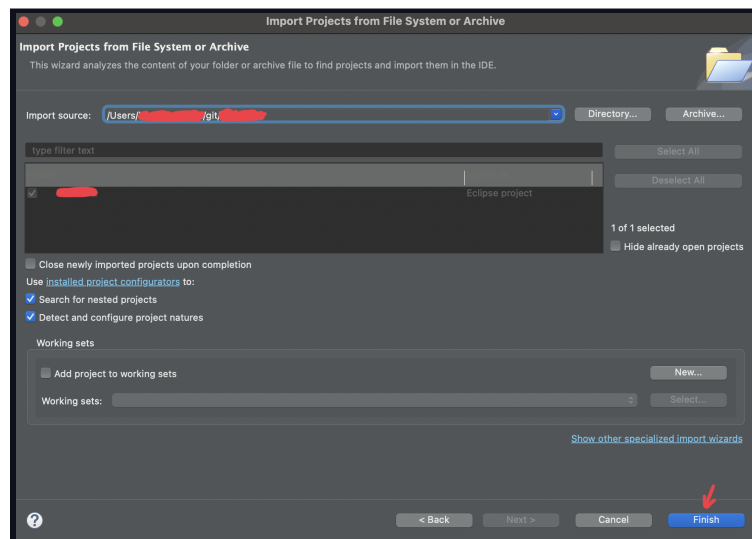 Import Projects from File System or Archive
Import Projects from File System or Archive
This wizard analyzes the content of your folder or archive file to find projects and import them in the IDE.
Import source: /Users/ /git/ Directory... Archive...
type filter text Select All
Deselect All
Eclipse project
1 of 1 selected
Hide already open projects
Close newly imported projects upon completion
Use installed project configurators to:
Search for nested projects
Detect and configure project natures
Working sets
Add project to working sets New...
Working sets: Select...
Show other specialized import wizards
? < Back Next > Cancel Finish